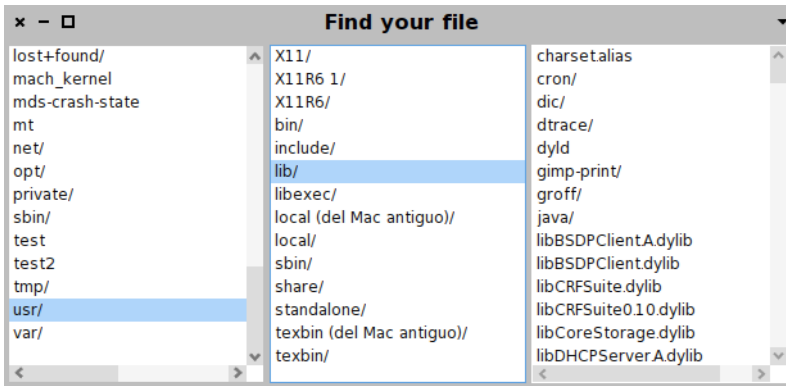 Find your file
lost+found/
mach_kernel
mds-crash-state
mt
net/
opt/
private/
sbin/
test
test2
tmp/
usr/
var/
X11/
X11R6 1/
X11R6/
bin/
include/
lib/
libexec/
local (del Mac antiguo)/
local/
sbin/
share/
standalone/
texbin (del Mac antiguo)/
texbin/
charset.alias
cron/
dic/
dtrace/
dyld
gimp-print/
groff/
java/
libBSDPClient.A.dylib
libBSDPClient.dylib
libCRFSuite.dylib
libCRFSuite0.10.dylib
libCoreStorage.dylib
libDHCPServer.A.dylib